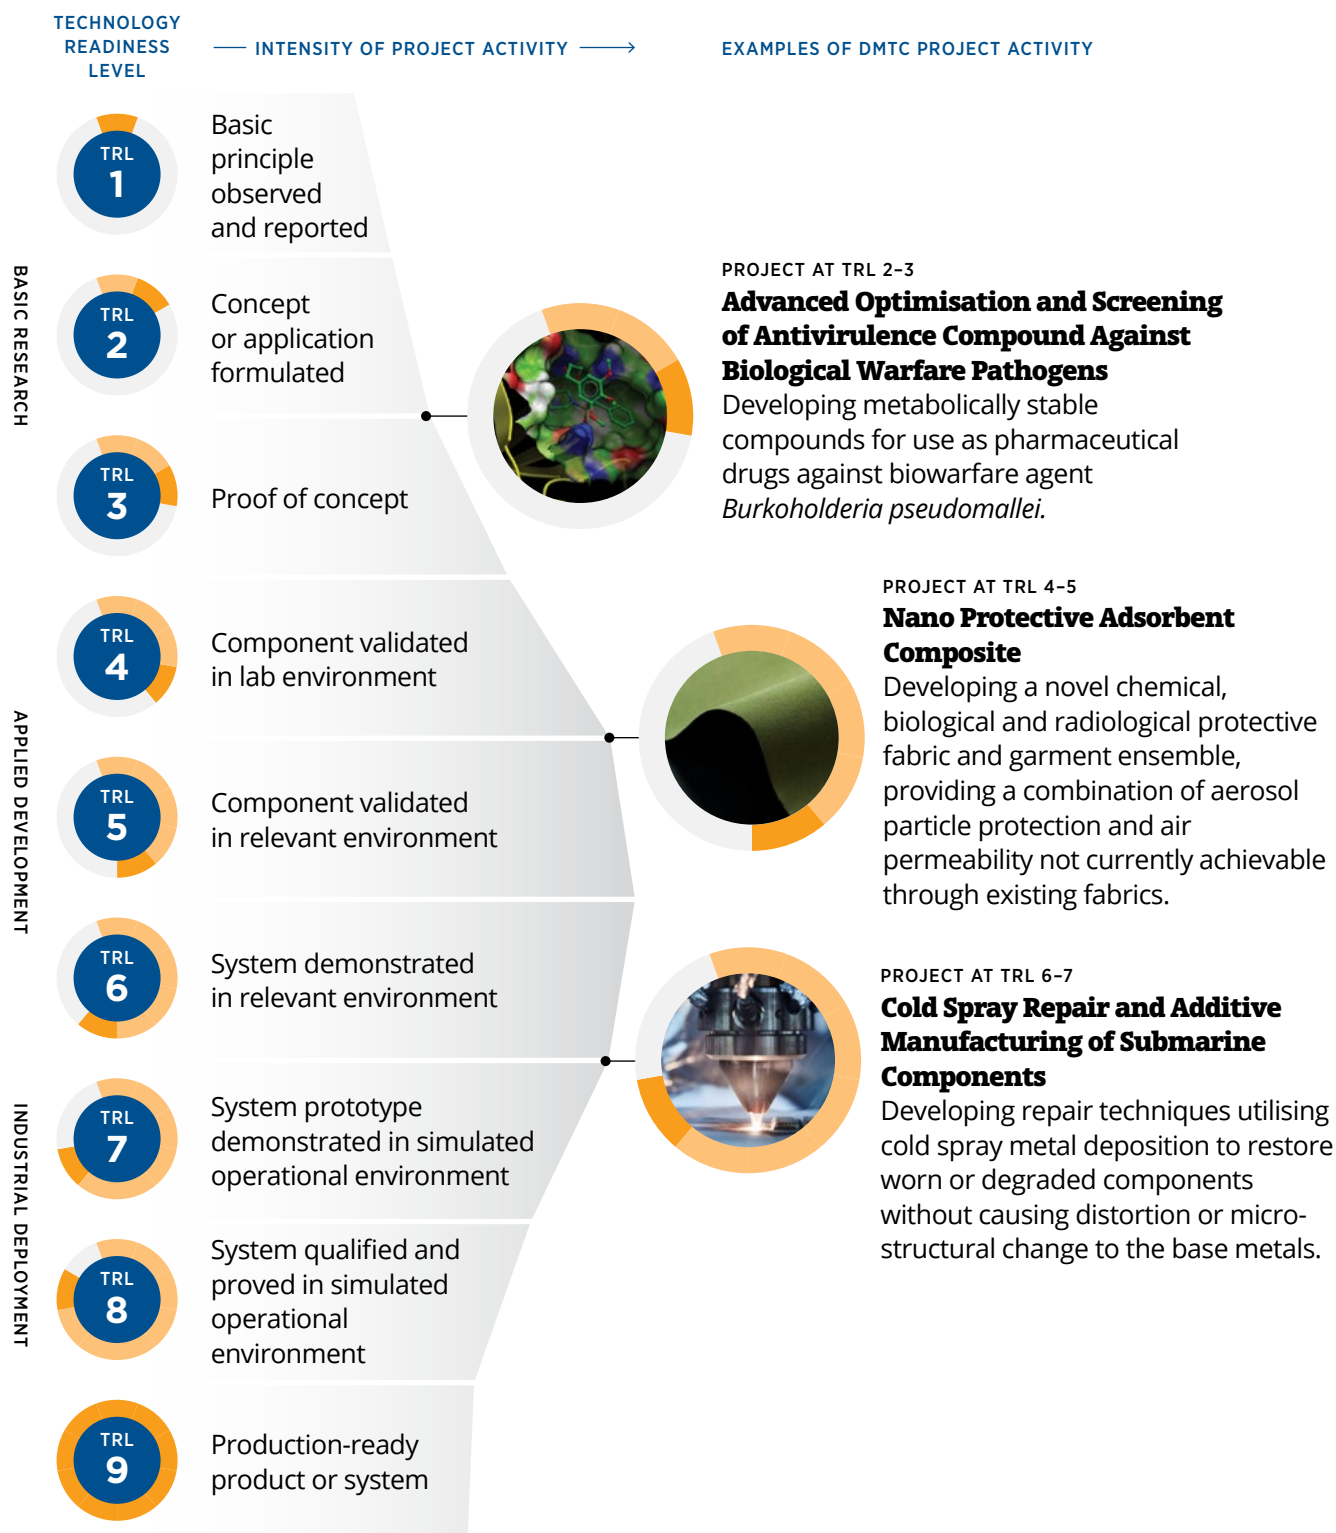 TECHNOLOGY
READINESS
LEVEL
INTENSITY OF PROJECT ACTIVITY
EXAMPLES OF DMTC PROJECT ACTIVITY
BASIC RESEARCH
TRL
1
Basic
principle
observed
and reported
TRL
2
Concept
or application
formulated
TRL
3
Proof of concept
PROJECT AT TRL 2–3
Advanced Optimisation and Screening
of Antivirulence Compound Against
Biological Warfare Pathogens
Developing metabolically stable
compounds for use as pharmaceutical
drugs against biowarfare agent
Burkoholderia pseudomallei.
APPLIED DEVELOPMENT
TRL
4
Component validated
in lab environment
TRL
5
Component validated
in relevant environment
TRL
6
System demonstrated
in relevant environment
PROJECT AT TRL 4–5
Nano Protective Adsorbent
Composite
Developing a novel chemical,
biological and radiological protective
fabric and garment ensemble,
providing a combination of aerosol
particle protection and air
permeability not currently achievable
through existing fabrics.
INDUSTRIAL DEPLOYMENT
TRL
7
System prototype
demonstrated in simulated
operational environment
TRL
8
System qualified and
proved in simulated
operational
environment
TRL
9
Production-ready
product or system
PROJECT AT TRL 6–7
Cold Spray Repair and Additive
Manufacturing of Submarine
Components
Developing repair techniques utilising
cold spray metal deposition to restore
worn or degraded components
without causing distortion or micro-
structural change to the base metals.